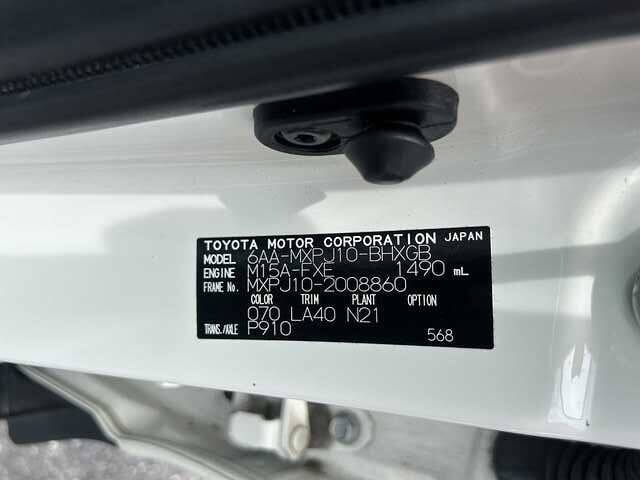 TOYOTA MOTOR CORPORATION JAPAN
MODEL 6AA-MXPJ10-BHXGB
ENGINE M15A-FXE 1490 mL
FRAME No. MXPJ10-2008860
COLOR TRIM PLANT OPTION
070 LA40 N21
TRANS./AXLE P910
568